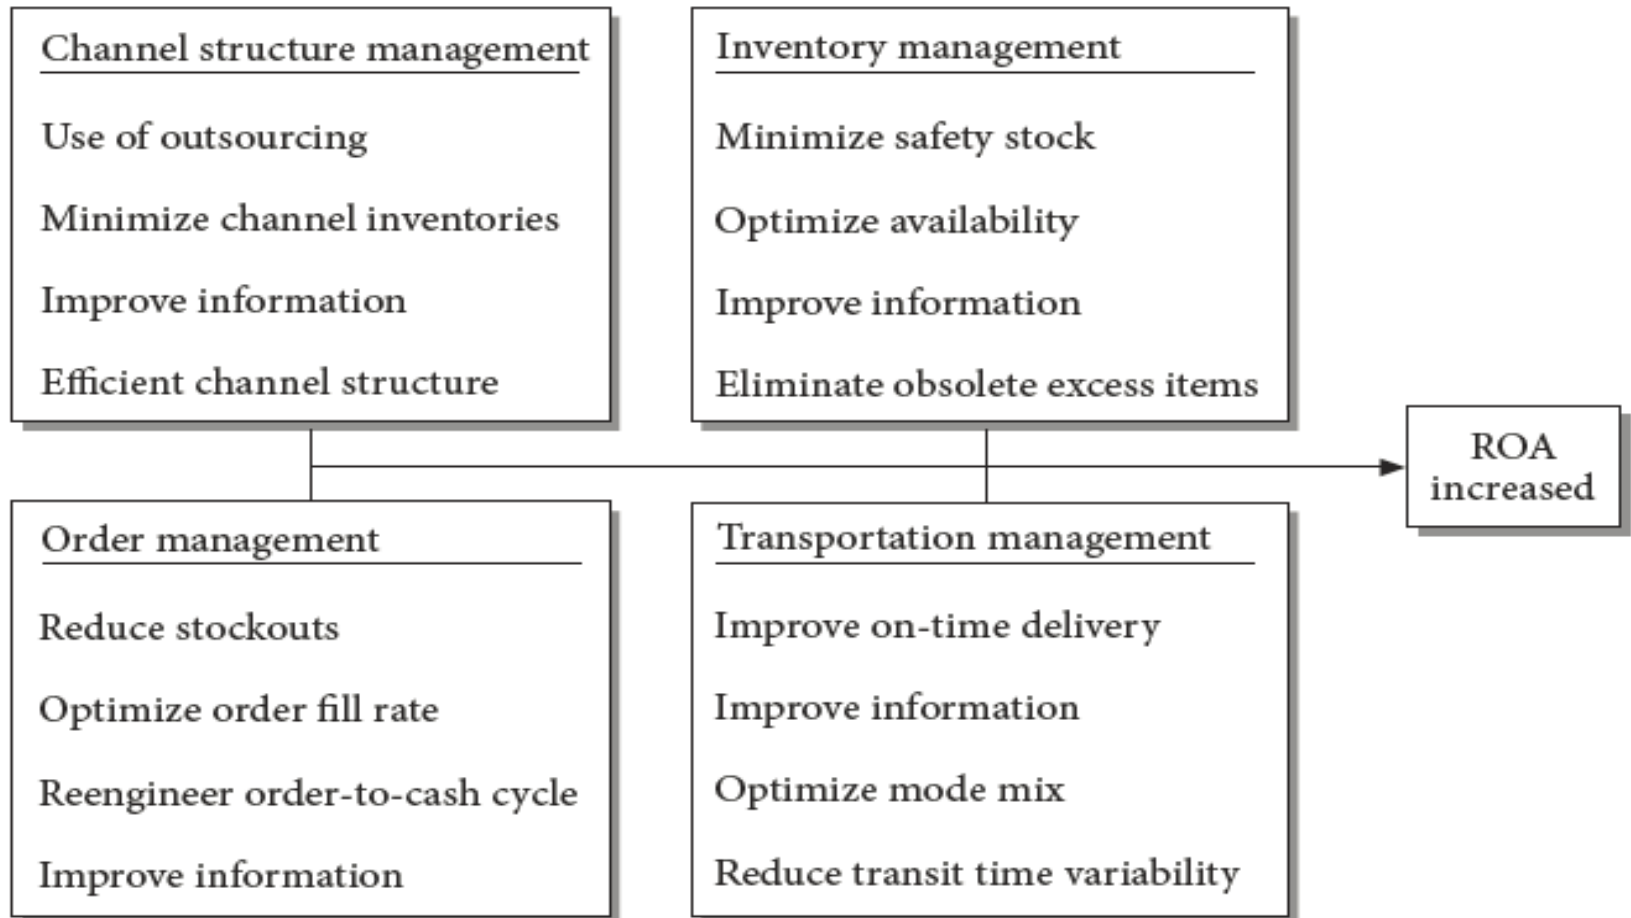 Channel structure management
Use of outsourcing
Minimize channel inventories
Improve information
Efficient channel structure
Inventory management
Minimize safety stock
Optimize availability
Improve information
Eliminate obsolete excess items
ROA
increased
Order management
Reduce stockouts
Optimize order fill rate
Reengineer order-to-cash cycle
Improve information
Transportation management
Improve on-time delivery
Improve information
Optimize mode mix
Reduce transit time variability